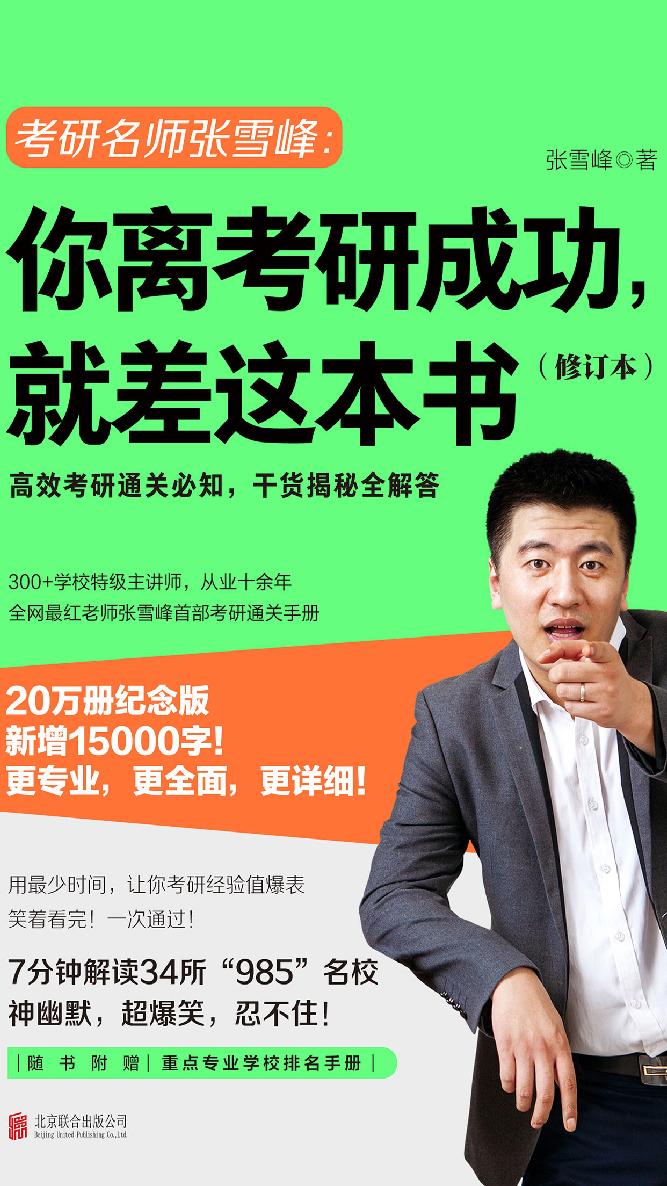 考研名师张雪峰：
张雪峰◎著
你离考研成功，
就差这本书（修订本）
高效考研通关必知，干货揭秘全解答
300+学校特级主讲师，从业十余年
全网最红老师张雪峰首部考研通关手册
20万册纪念版
新增15000字！
更专业，更全面，更详细！
用最少时间，让你考研经验值爆表
笑着看完！一次通过！
7分钟解读34所“985”名校
神幽默，超爆笑，忍不住！
|随 书 附 赠| 重点专业学校排名手册 |
北京联合出版公司
Beijing United Publishing Co.,Ltd.